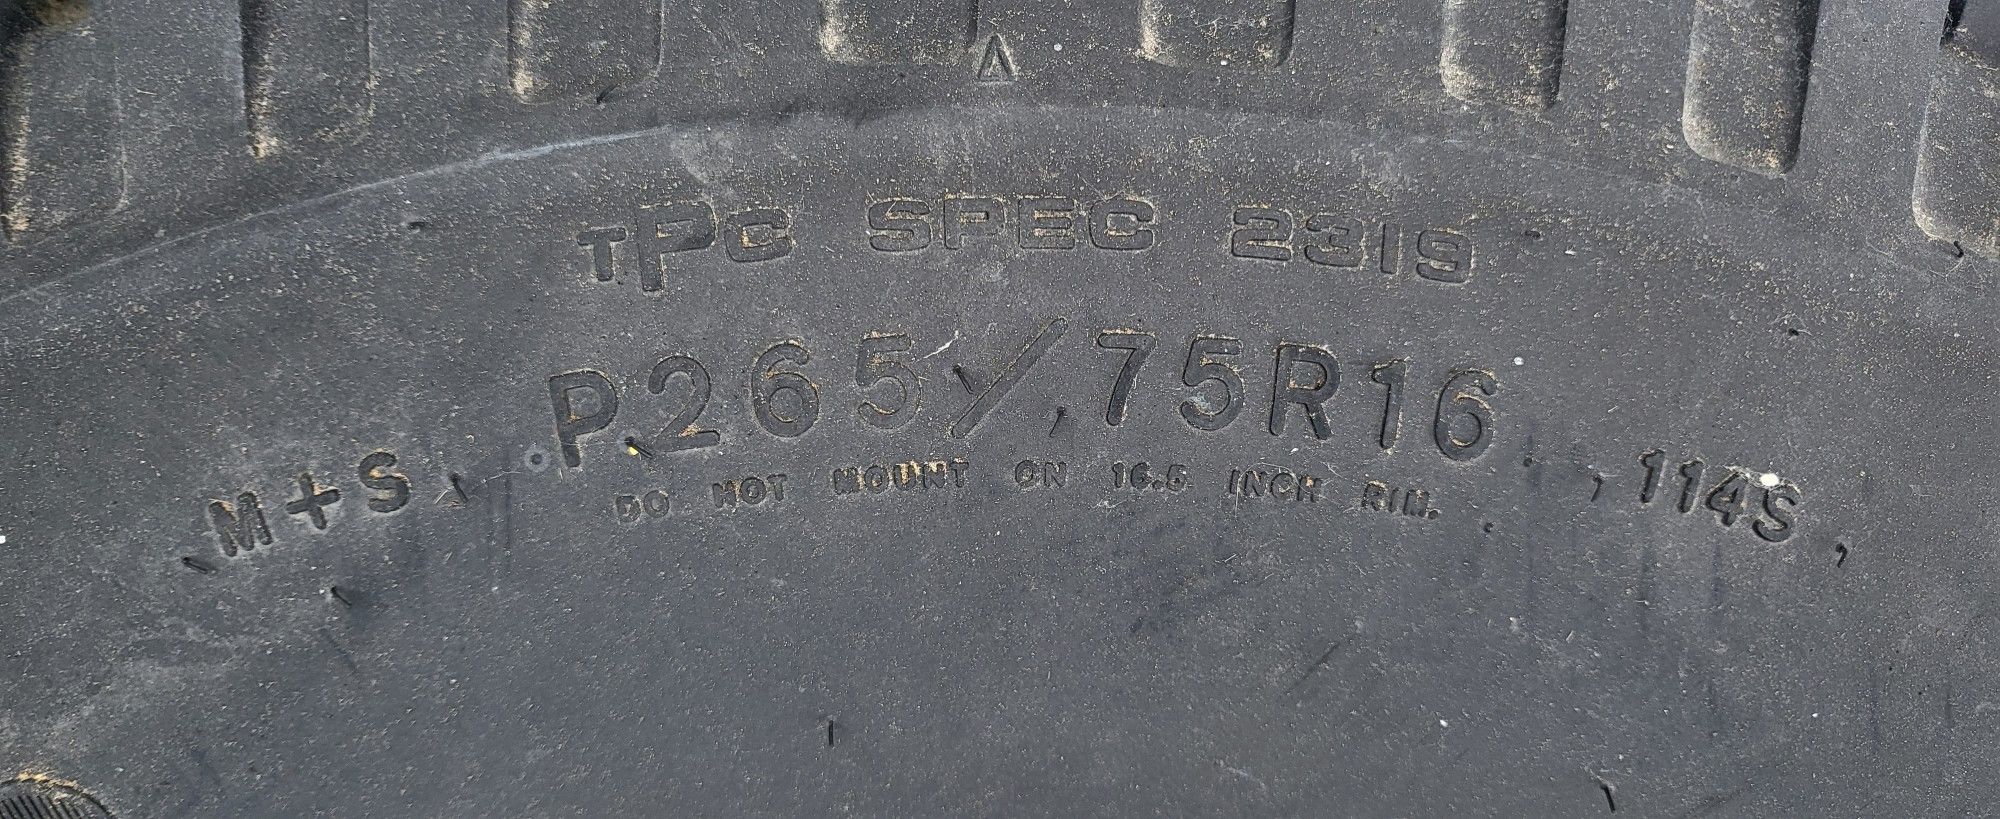 TPC SPEC 2319
M+S P265/75R16 114S
DO NOT MOUNT ON 16.5 INCH RIM.